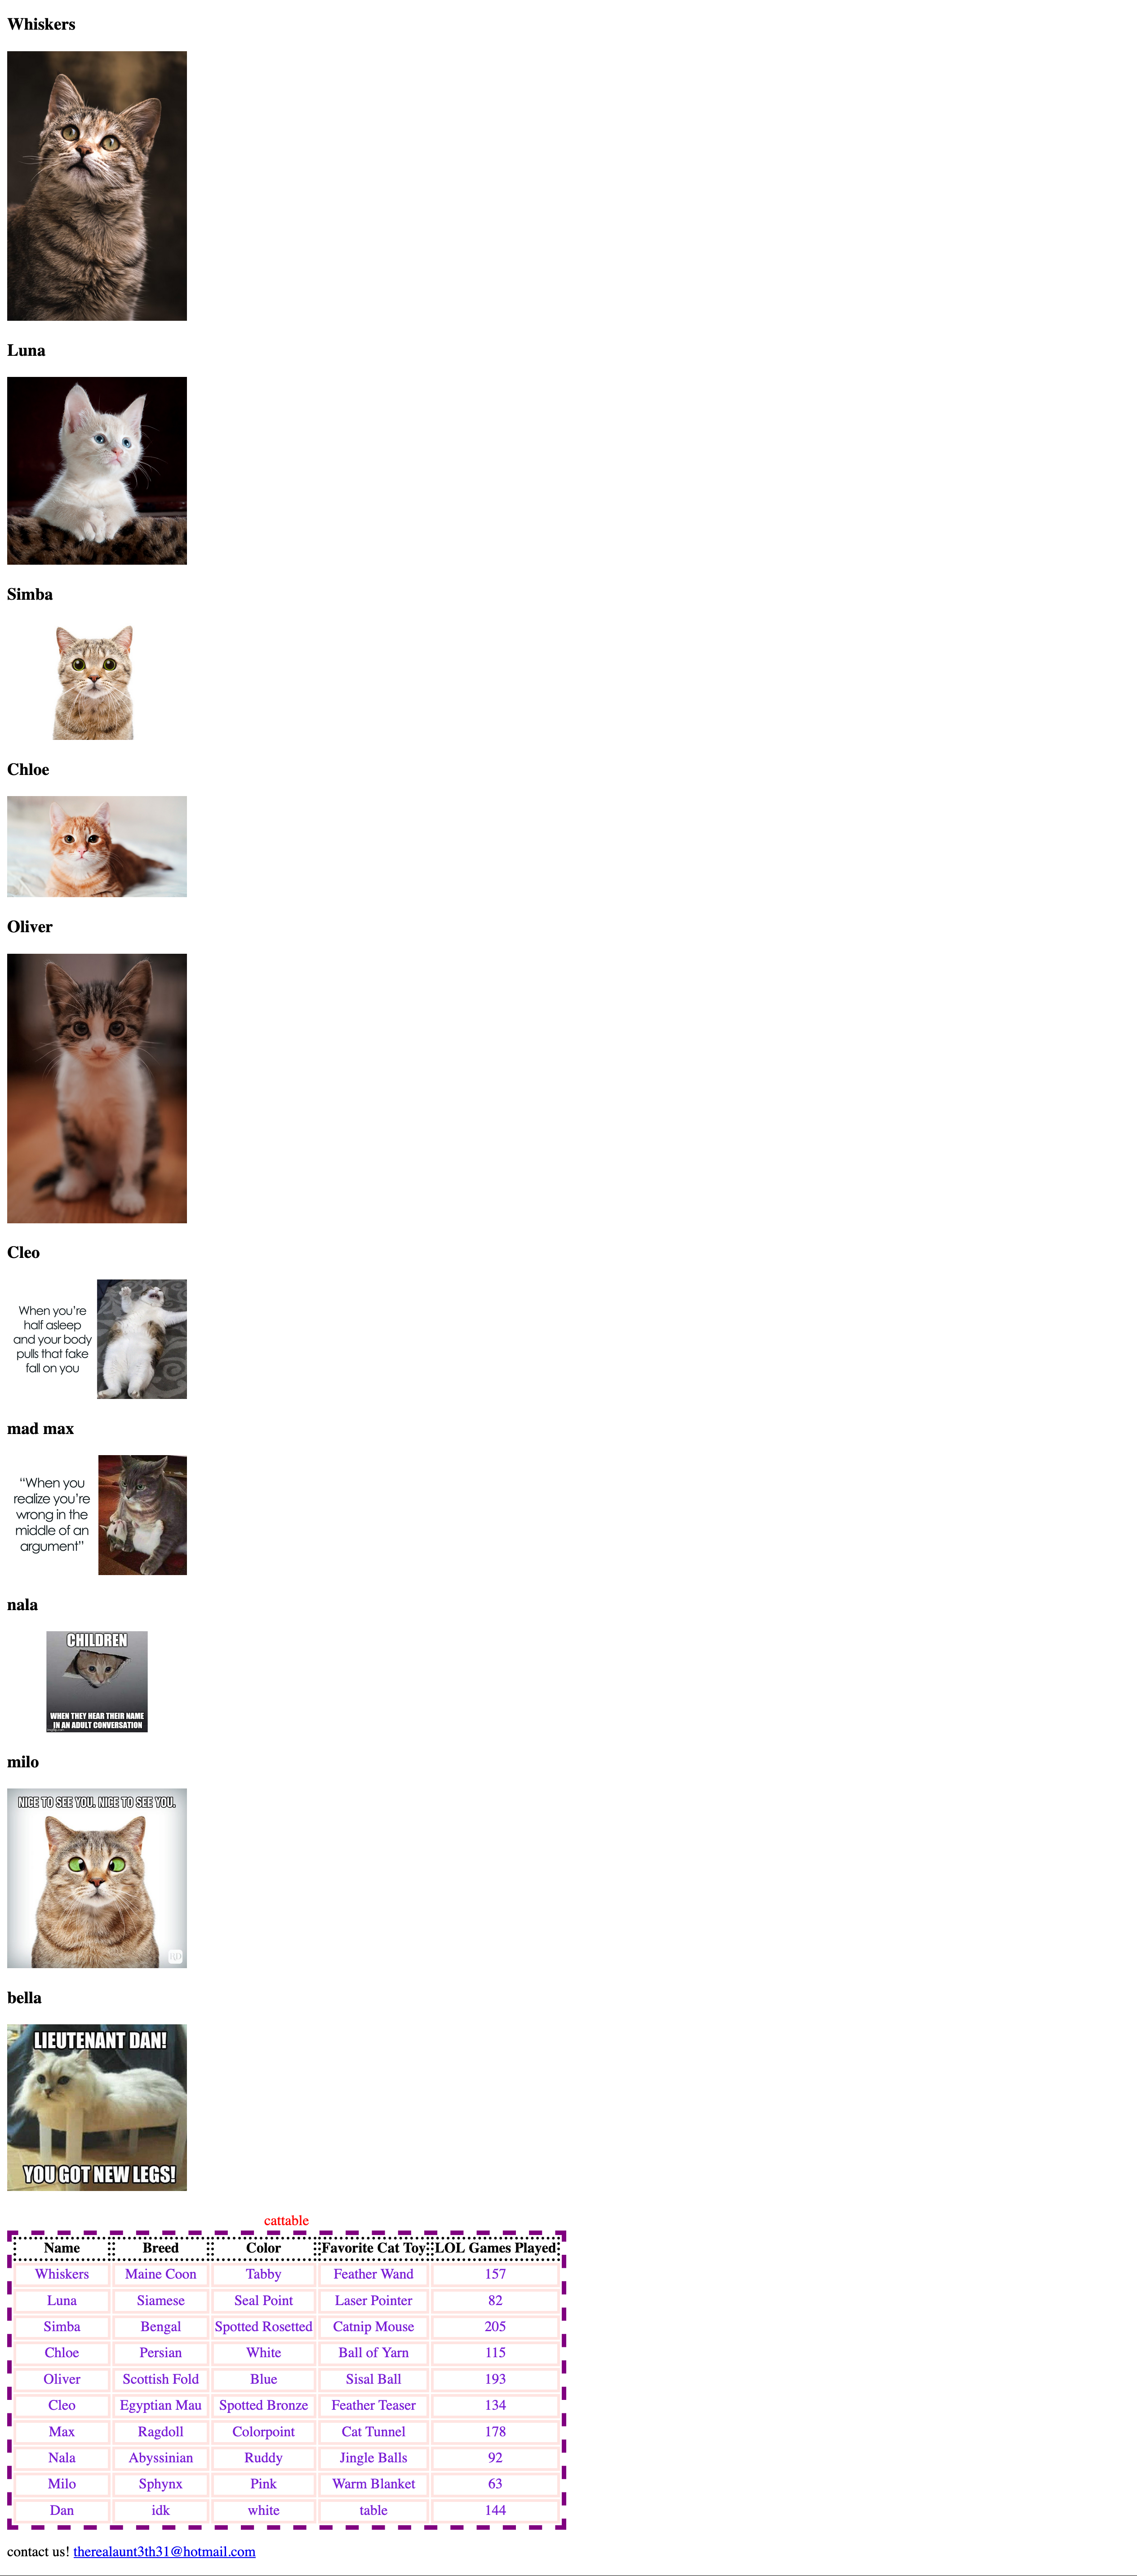 Whiskers
Luna
Simba
Chloe
Oliver
Cleo
When you're
half asleep
and your body
pulls that fake
fall on you
mad max
“When you
realize you're
wrong in the
middle of an
argument”
nala
CHILDREN
WHEN THEY HEAR THEIR NAME
IN AN ADULT CONVERSATION
milo
NICE TO SEE YOU. NICE TO SEE YOU.
bella
LIEUTENANT DAN!
YOU GOT NEW LEGS!
cattable
Name Breed Color Favorite Cat Toy LOL Games Played
Whiskers Maine Coon Tabby Feather Wand 157
Luna Siamese Seal Point Laser Pointer 82
Simba Bengal Spotted Rosetted Catnip Mouse 205
Chloe Persian White Ball of Yarn 115
Oliver Scottish Fold Blue Sisal Ball 193
Cleo Egyptian Mau Spotted Bronze Feather Teaser 134
Max Ragdoll Colorpoint Cat Tunnel 178
Nala Abyssinian Ruddy Jingle Balls 92
Milo Sphynx Pink Warm Blanket 63
Dan idk white table 144
contact us! therealaunt3th31@hotmail.com